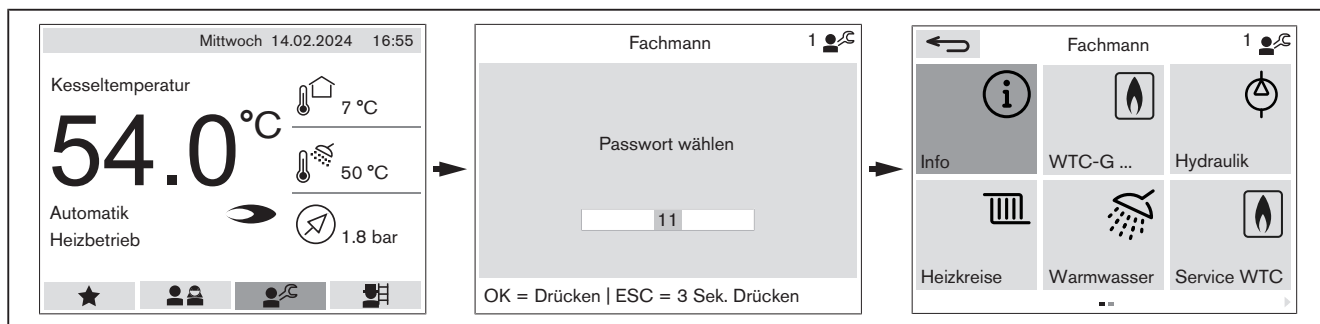 Mittwoch 14.02.2024 16:55
Kesseltemperatur
54.0 °C
7 °C
50 °C
1.8 bar
Automatik
Heizbetrieb
Fachmann 1
Passwort wählen
11
OK = Drücken | ESC = 3 Sek. Drücken
Fachmann 1
Info WTC-G ... Hydraulik
Heizkreise Warmwasser Service WTC